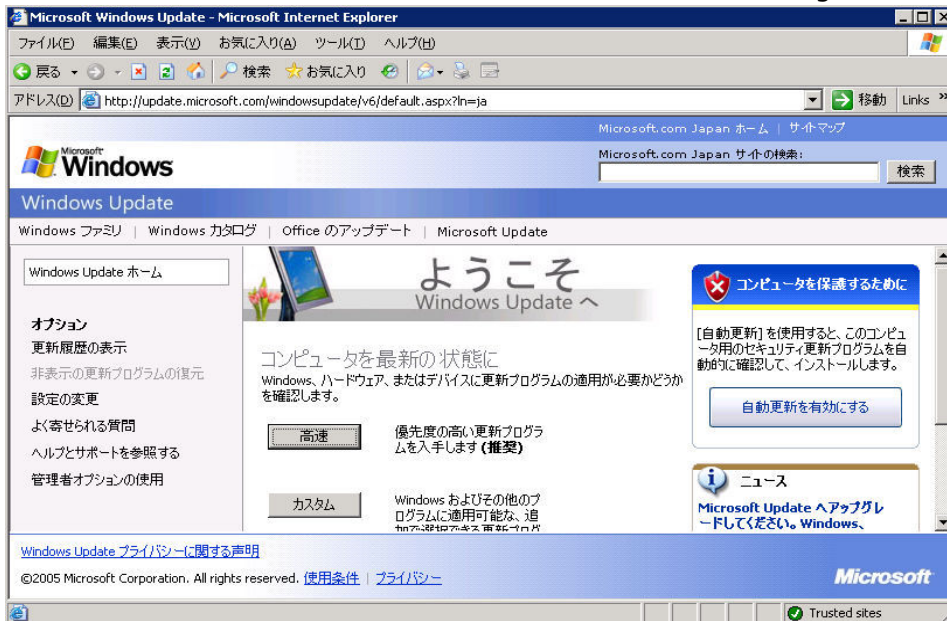 Microsoft Windows Update - Microsoft Internet Explorer
ファイル(F) 編集(E) 表示(V) お気に入り(A) ツール(T) ヘルプ(H)
戻る 検索 お気に入り
アドレス(D) http://update.microsoft.com/windowsupdate/v6/default.aspx?ln=ja 移動 Links »
Microsoft.com Japan ホーム | サイトマップ
Microsoft Windows
Microsoft.com Japan サイトの検索:
検索
Windows Update
Windows ファミリ | Windows カタログ | Office のアップデート | Microsoft Update
Windows Update ホーム
オプション
更新履歴の表示
非表示の更新プログラムの復元
設定の変更
よく寄せられる質問
ヘルプとサポートを参照する
管理者オプションの使用
ようこそ
Windows Update へ
コンピュータを最新の状態に
Windows、ハードウェア、またはデバイスに更新プログラムの適用が必要かどうか
を確認します。
高速
優先度の高い更新プログラ
ムを入手します (推奨)
カスタム
Windows およびその他のプ
ログラムに適用可能な、追
加で選択できる更新プログ
コンピュータを保護するために
[自動更新] を使用すると、このコンピュ
ータ用のセキュリティ更新プログラムを自
動的に確認して、インストールします。
自動更新を有効にする
ニュース
Microsoft Update へアップグレ
ードしてください。Windows、
Windows Update プライバシーに関する声明
©2005 Microsoft Corporation. All rights reserved. 使用条件 | プライバシー
Microsoft
Trusted sites